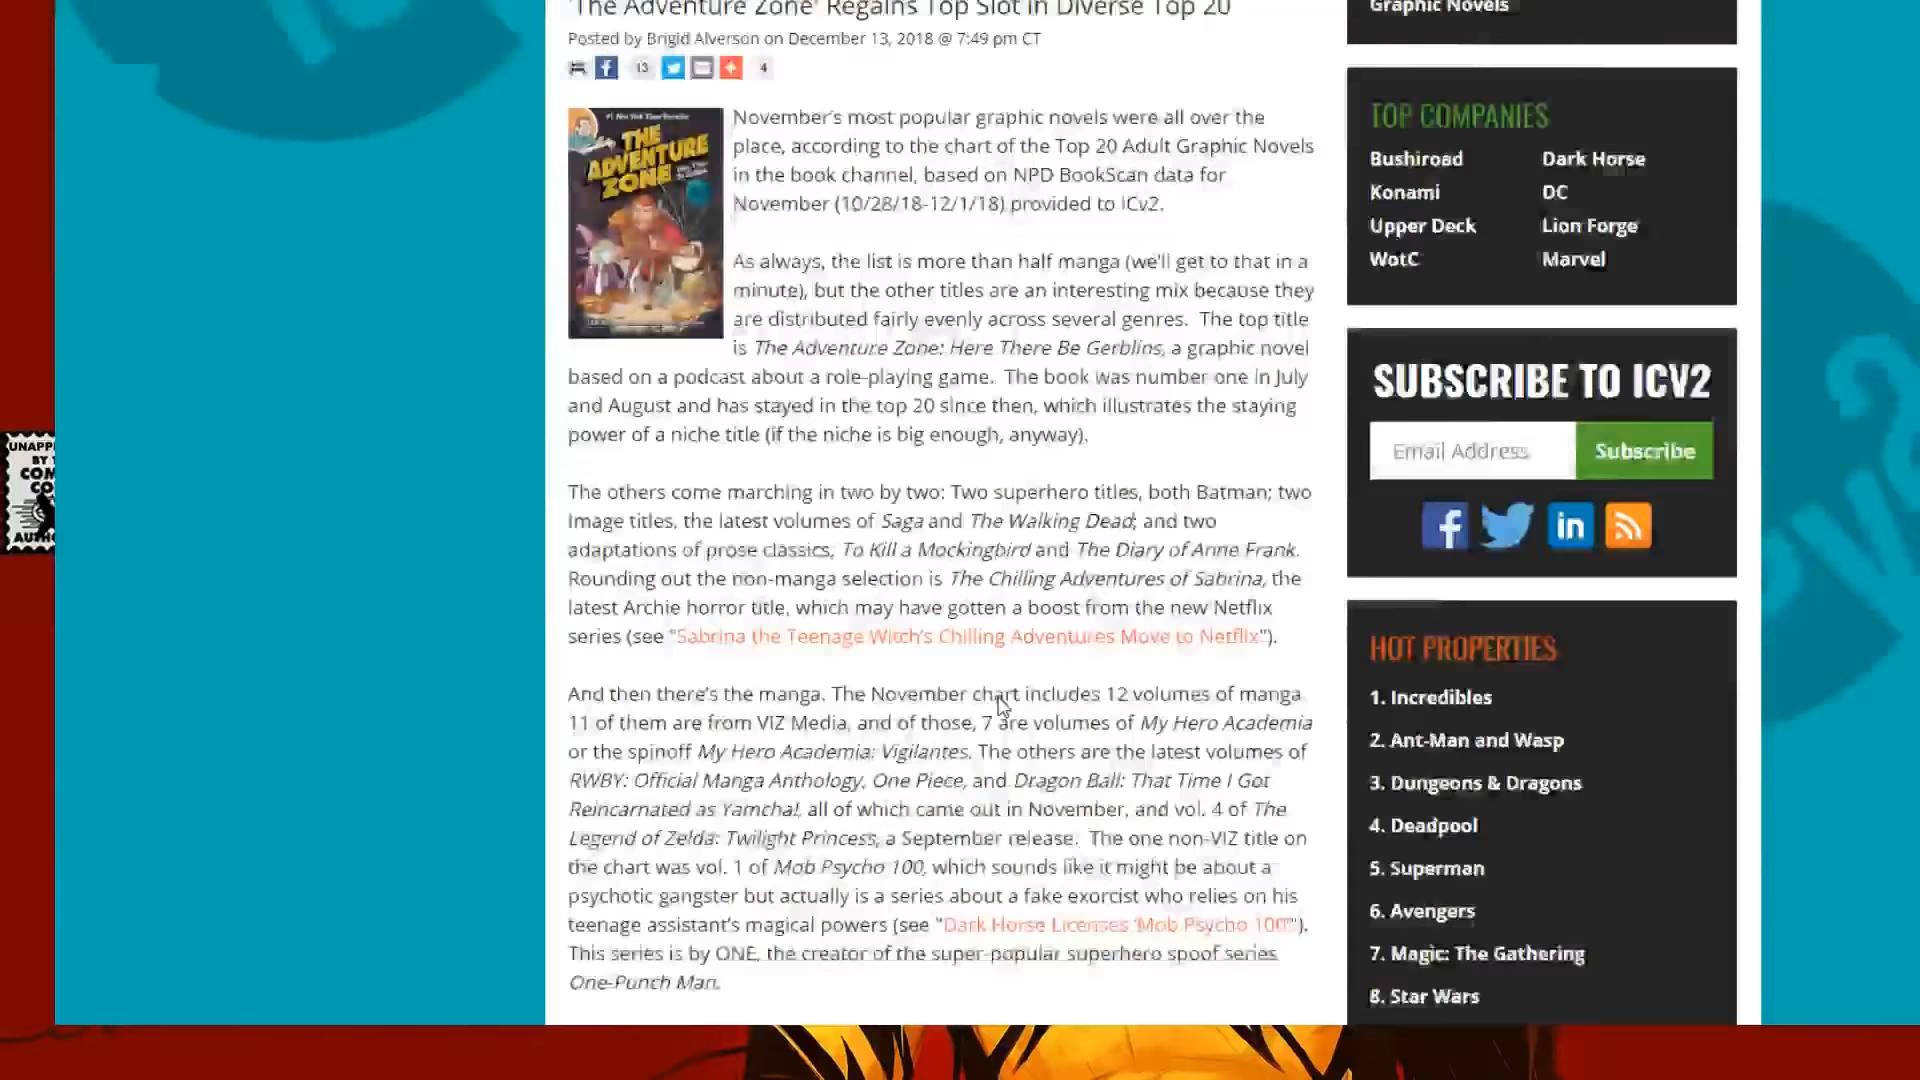 'The Adventure Zone' Regains Top Slot in Diverse Top 20
Posted by Brigid Alverson on December 13, 2018 @ 7:49 pm CT
13
4
#1 New York Times Bestseller
THE
ADVENTURE
ZONE
November's most popular graphic novels were all over the
place, according to the chart of the Top 20 Adult Graphic Novels
in the book channel, based on NPD BookScan data for
November (10/28/18-12/1/18) provided to ICv2.
As always, the list is more than half manga (we'll get to that in a
minute), but the other titles are an interesting mix because they
are distributed fairly evenly across several genres. The top title
is The Adventure Zone: Here There Be Gerblins, a graphic novel
based on a podcast about a role-playing game. The book was number one in July
and August and has stayed in the top 20 since then, which illustrates the staying
power of a niche title (if the niche is big enough, anyway).
The others come marching in two by two: Two superhero titles, both Batman; two
Image titles, the latest volumes of Saga and The Walking Dead; and two
adaptations of prose classics, To Kill a Mockingbird and The Diary of Anne Frank.
Rounding out the non-manga selection is The Chilling Adventures of Sabrina, the
latest Archie horror title, which may have gotten a boost from the new Netflix
series (see "Sabrina the Teenage Witch's Chilling Adventures Move to Netflix").
And then there's the manga. The November chart includes 12 volumes of manga
11 of them are from VIZ Media, and of those, 7 are volumes of My Hero Academia
or the spinoff My Hero Academia: Vigilantes. The others are the latest volumes of
RWBY: Official Manga Anthology, One Piece, and Dragon Ball: That Time I Got
Reincarnated as Yamcha!, all of which came out in November, and vol. 4 of The
Legend of Zelda: Twilight Princess, a September release. The one non-VIZ title on
the chart was vol. 1 of Mob Psycho 100, which sounds like it might be about a
psychotic gangster but actually is a series about a fake exorcist who relies on his
teenage assistant's magical powers (see "Dark Horse Licenses 'Mob Psycho 100'").
This series is by ONE, the creator of the super-popular superhero spoof series
One-Punch Man.
Graphic Novels
TOP COMPANIES
Bushiroad Dark Horse
Konami DC
Upper Deck Lion Forge
WotC Marvel
SUBSCRIBE TO ICV2
Email Address Subscribe
HOT PROPERTIES
1. Incredibles
2. Ant-Man and Wasp
3. Dungeons & Dragons
4. Deadpool
5. Superman
6. Avengers
7. Magic: The Gathering
8. Star Wars
UNAPP
BY T
COM
CO
AUTH